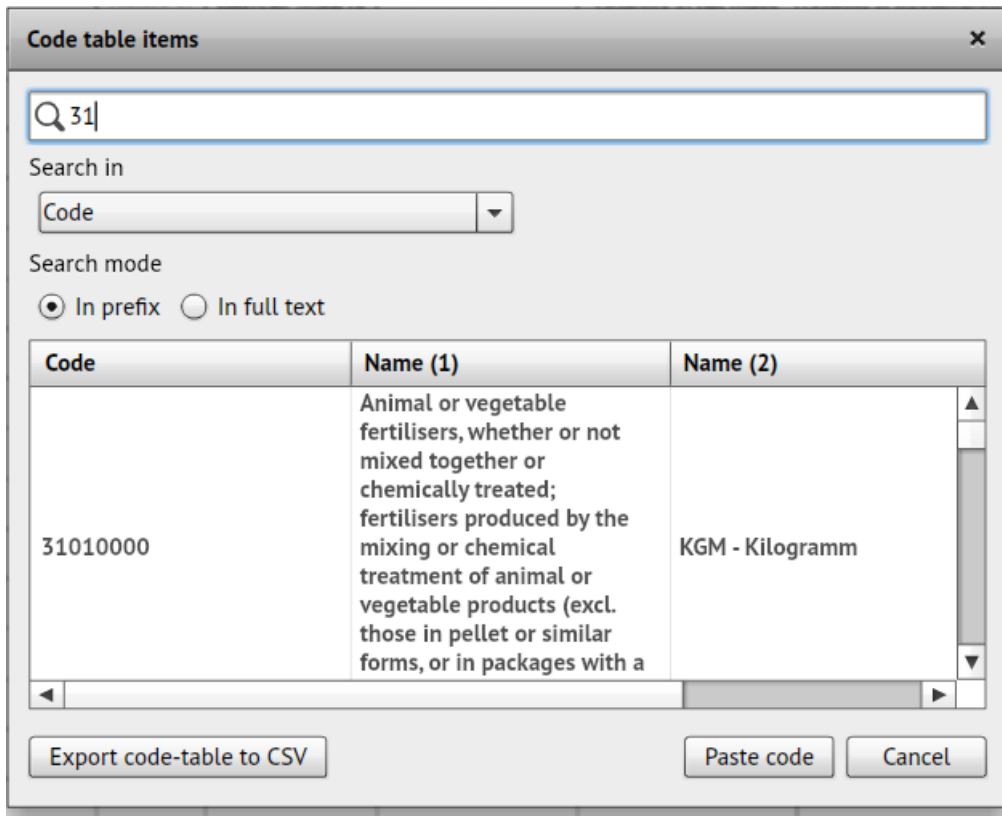 Code table items
31
Search in
Code
Search mode
In prefix In full text
Code Name (1) Name (2)
31010000
Animal or vegetable
fertilisers, whether or not
mixed together or
chemically treated;
fertilisers produced by the
mixing or chemical
treatment of animal or
vegetable products (excl.
those in pellet or similar
forms, or in packages with a
KGM - Kilogramm
Export code-table to CSV Paste code Cancel